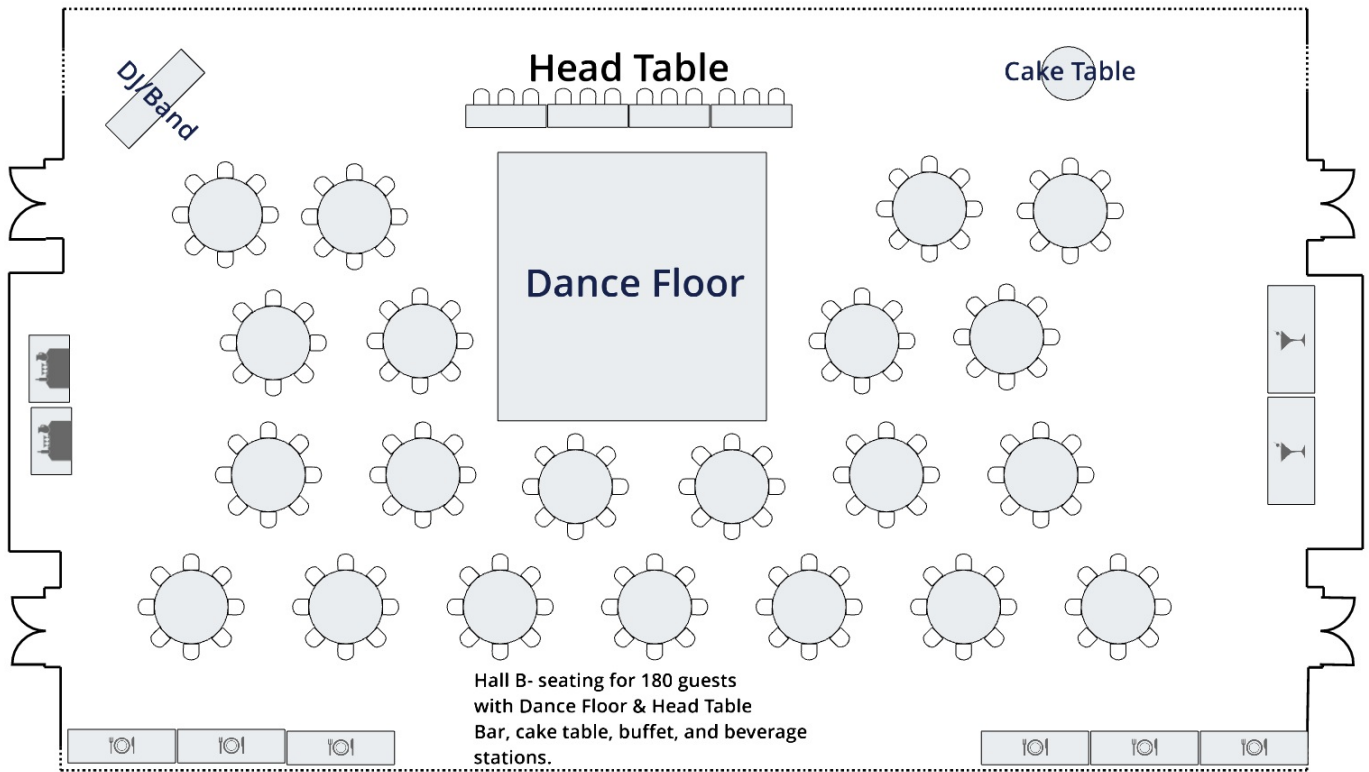 DJ/Band
Head Table
Cake Table
Dance Floor
Hall B- seating for 180 guests
with Dance Floor & Head Table
Bar, cake table, buffet, and beverage
stations.